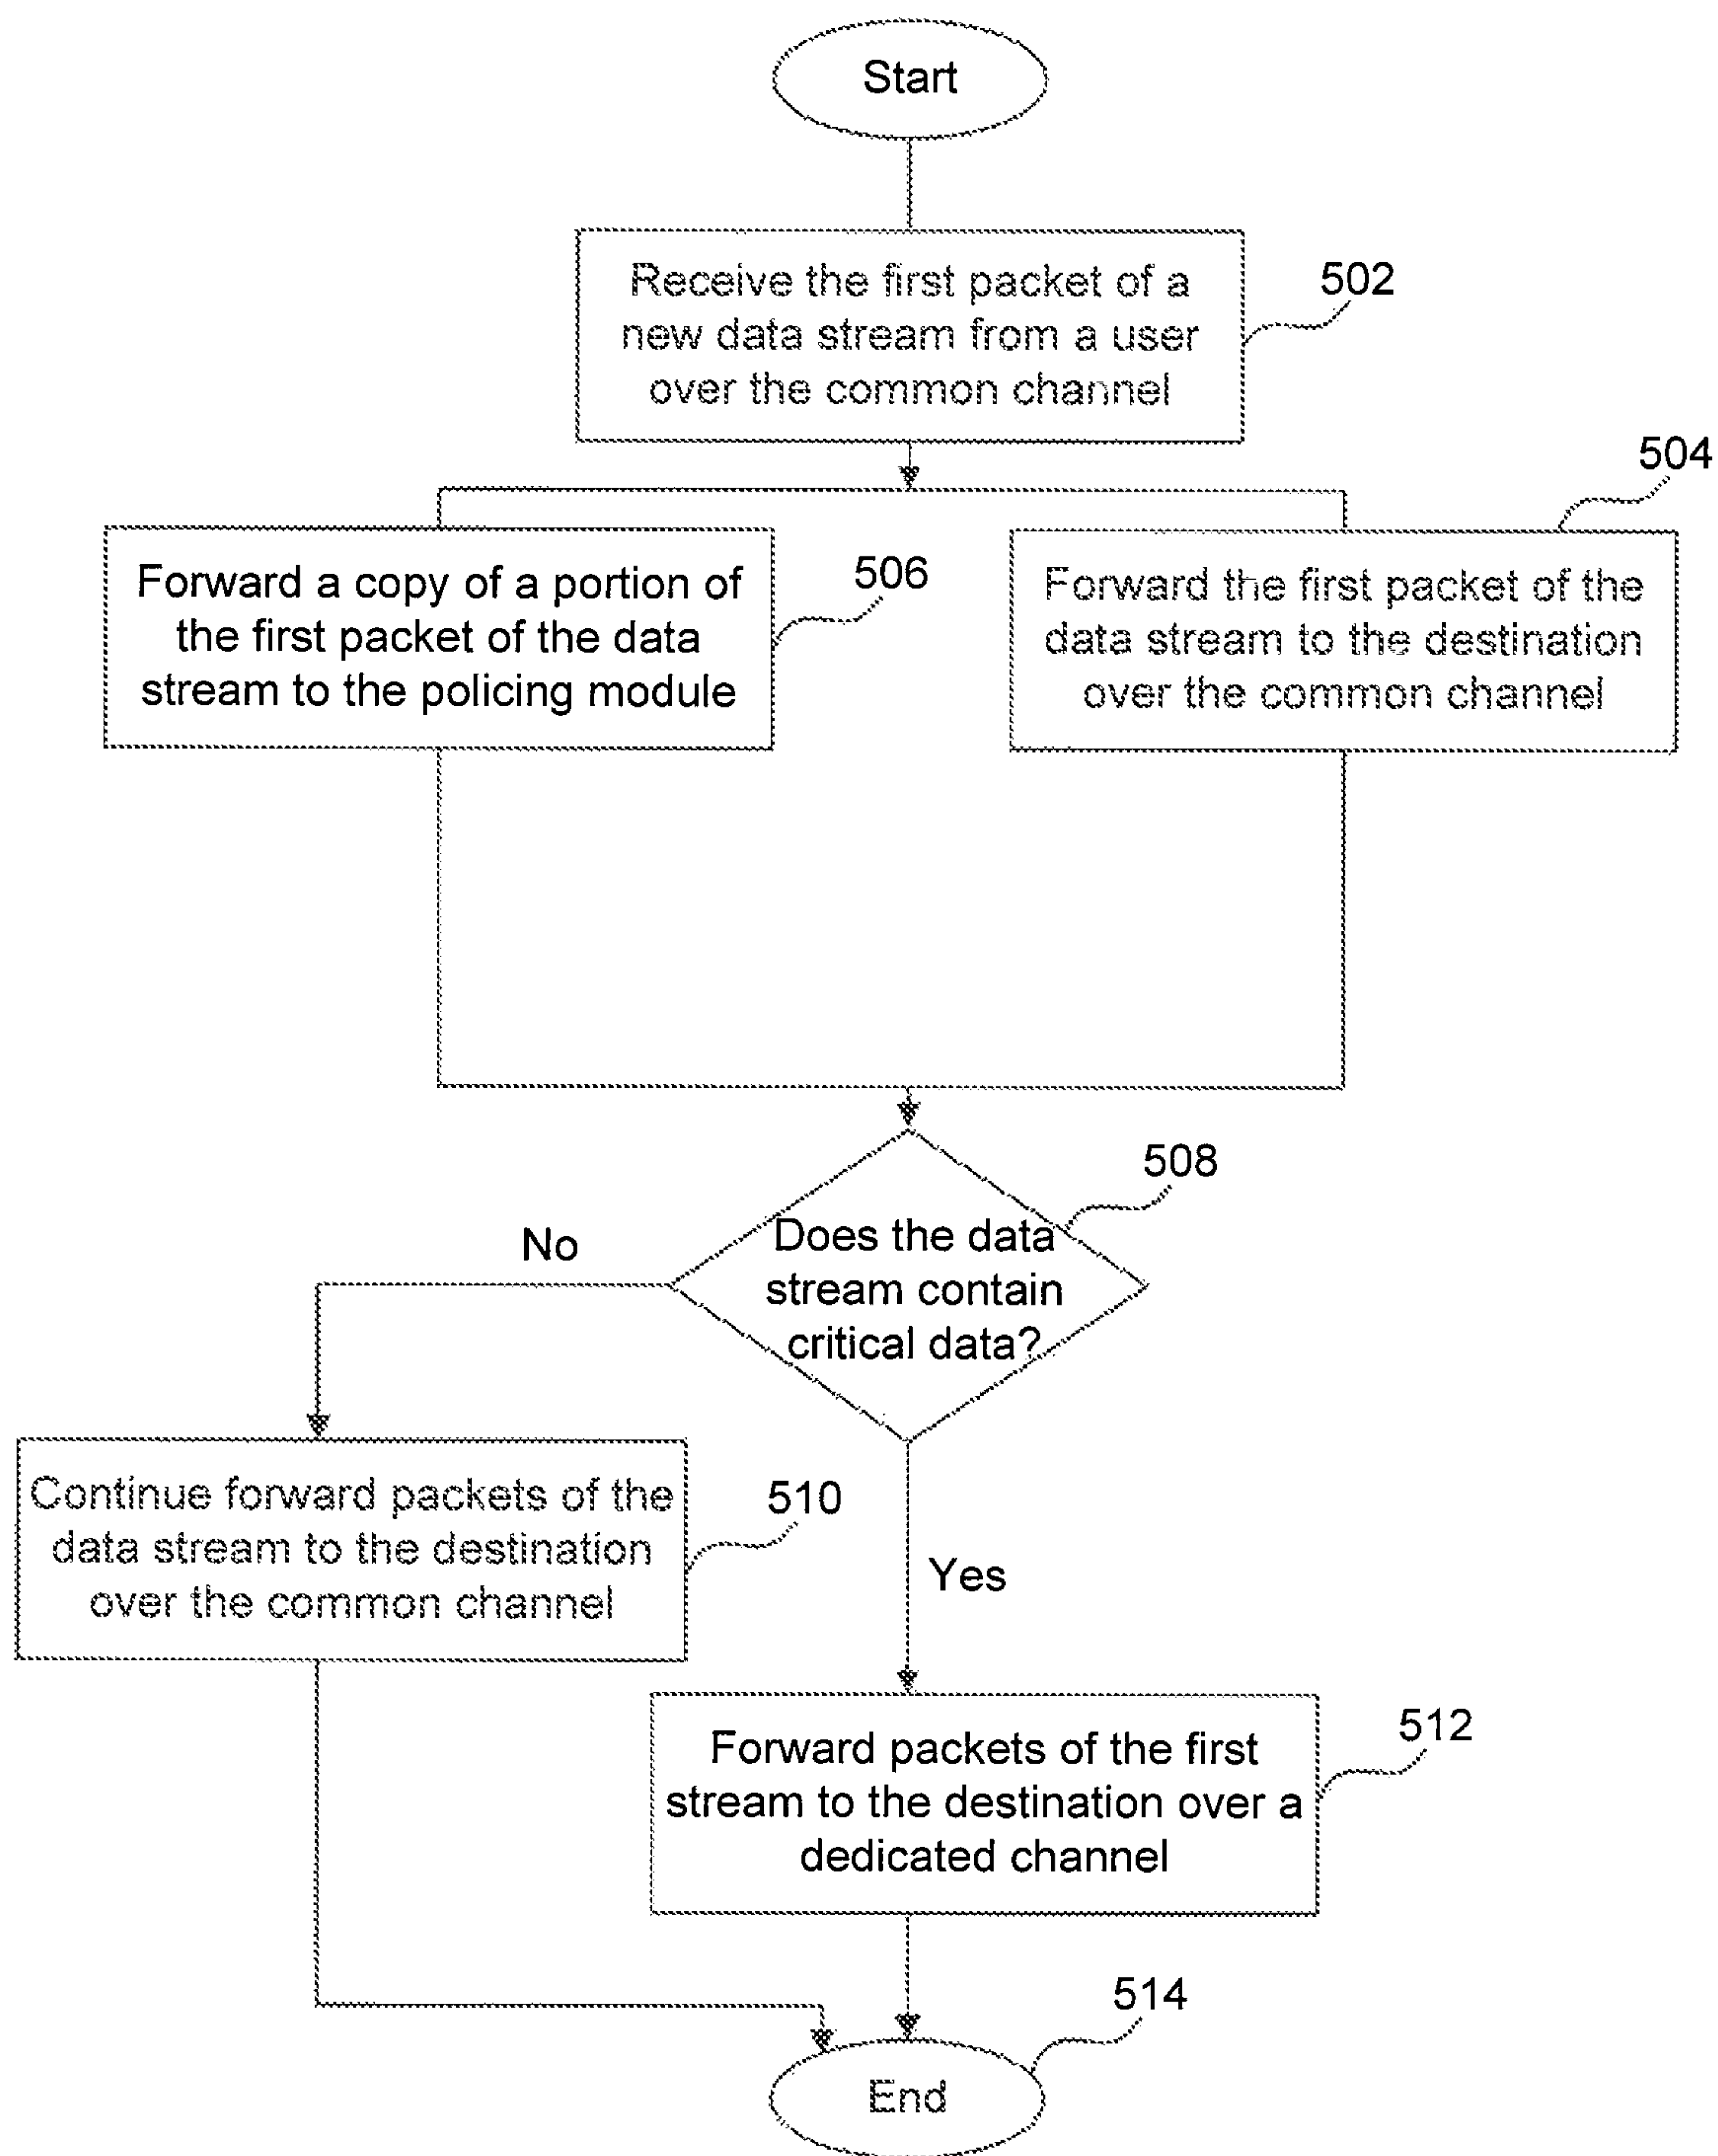 Start
Receive the first packet of a
new data stream from a user
over the common channel
502
504
Forward a copy of a portion of
the first packet of the data
stream to the policing module
506
Forward the first packet of the
data stream to the destination
over the common channel
508
Does the data
stream contain
critical data?
No
Continue forward packets of the
data stream to the destination
over the common channel
510
Yes
Forward packets of the first
stream to the destination over a
dedicated channel
512
514
End